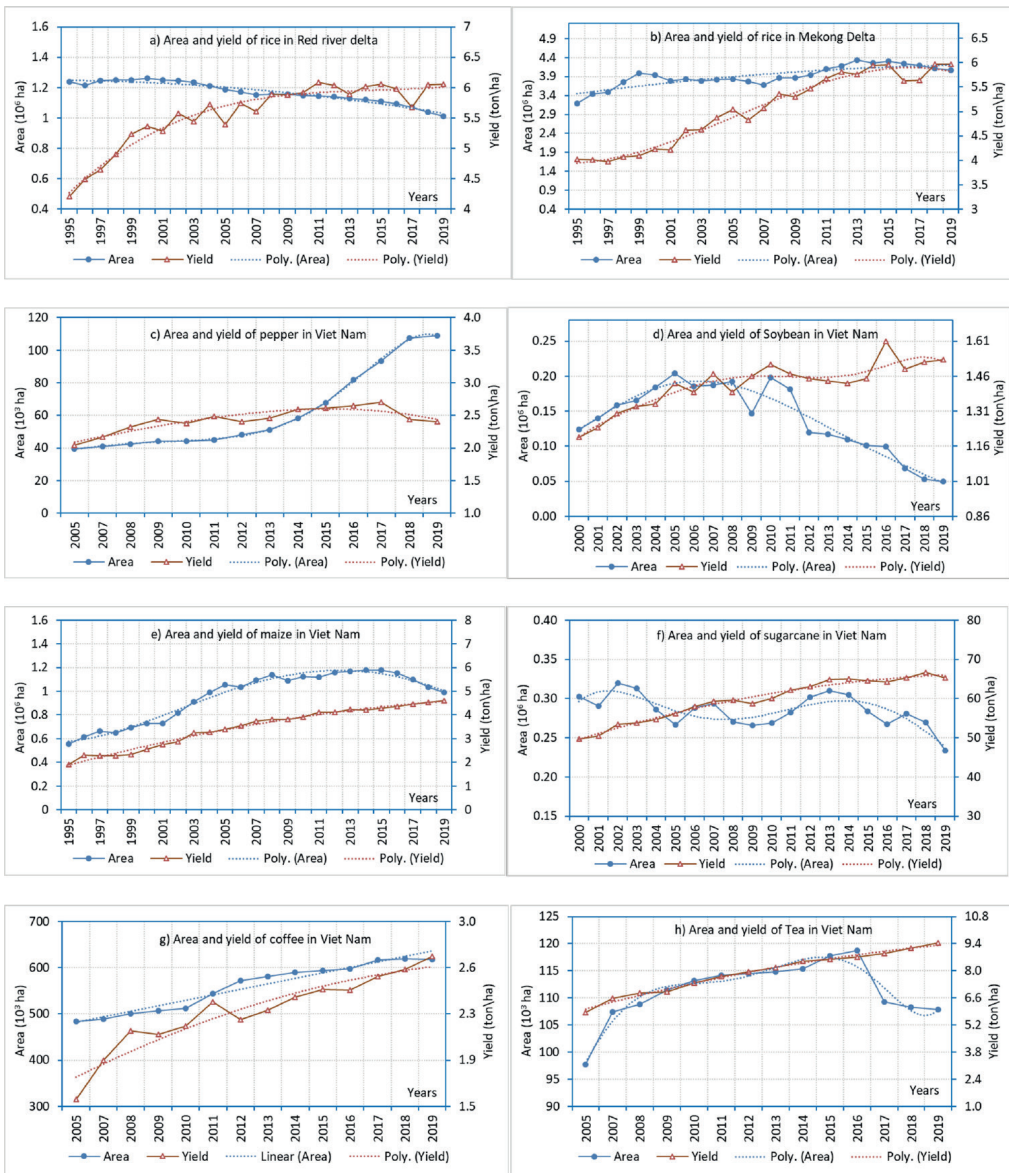 a) Area and yield of rice in Red river delta
Area (10⁶ ha)
1.6
1.4
1.2
1
0.8
0.6
0.4
7
6.5
6
5.5
5
4.5
4
Yield (ton\ha)
Years
1995 1997 1999 2001 2003 2005 2007 2009 2011 2013 2015 2017 2019
Area Yield Poly. (Area) Poly. (Yield)
b) Area and yield of rice in Mekong Delta
Area (10⁶ ha)
4.9
4.4
3.9
3.4
2.9
2.4
1.9
1.4
0.9
0.4
6.5
6
5.5
5
4.5
4
3.5
3
Yield (ton\ha)
Years
1995 1997 1999 2001 2003 2005 2007 2009 2011 2013 2015 2017 2019
Area Yield Poly. (Area) Poly. (Yield)
c) Area and yield of pepper in Viet Nam
Area (10³ ha)
120
100
80
60
40
20
0
4.0
3.5
3.0
2.5
2.0
1.5
1.0
Yield (ton\ha)
Years
2005 2007 2008 2009 2010 2011 2012 2013 2014 2015 2016 2017 2018 2019
Area Yield Poly. (Area) Poly. (Yield)
d) Area and yield of Soybean in Viet Nam
Area (10⁶ ha)
0.25
0.20
0.15
0.10
0.05
0.00
1.61
1.46
1.31
1.16
1.01
0.86
Yield (ton\ha)
Years
2000 2001 2002 2003 2004 2005 2006 2007 2008 2009 2010 2011 2012 2013 2014 2015 2016 2017 2018 2019
Area Yield Poly. (Area) Poly. (Yield)
e) Area and yield of maize in Viet Nam
Area (10⁶ ha)
1.6
1.4
1.2
1
0.8
0.6
0.4
0.2
0
8
7
6
5
4
3
2
1
0
Yield (ton\ha)
Years
1995 1997 1999 2001 2003 2005 2007 2009 2011 2013 2015 2017 2019
Area Yield Poly. (Area) Poly. (Yield)
f) Area and yield of sugarcane in Viet Nam
Area (10⁶ ha)
0.40
0.35
0.30
0.25
0.20
0.15
80
70
60
50
40
30
Yield (ton\ha)
Years
2000 2001 2002 2003 2004 2005 2006 2007 2008 2009 2010 2011 2012 2013 2014 2015 2016 2017 2018 2019
Area Yield Poly. (Area) Poly. (Yield)
g) Area and yield of coffee in Viet Nam
Area (10³ ha)
700
600
500
400
300
3.0
2.6
2.3
1.9
1.5
Yield (ton\ha)
Years
2005 2007 2008 2009 2010 2011 2012 2013 2014 2015 2016 2017 2018 2019
Area Yield Linear (Area) Poly. (Yield)
h) Area and yield of Tea in Viet Nam
Area (10³ ha)
125
120
115
110
105
100
95
90
10.8
9.4
8.0
6.6
5.2
3.8
2.4
1.0
Yield (ton\ha)
Years
2005 2007 2008 2009 2010 2011 2012 2013 2014 2015 2016 2017 2018 2019
Area Yield Poly. (Area) Poly. (Yield)